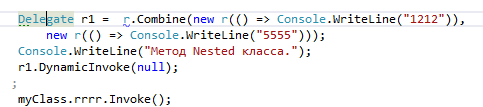 Delegate r1 = r.Combine(new r(() => Console.WriteLine("1212")),
new r(() => Console.WriteLine("5555")));
Console.WriteLine("Метод Nested класса.");
r1.DynamicInvoke(null);
;
myClass.rrrr.Invoke();